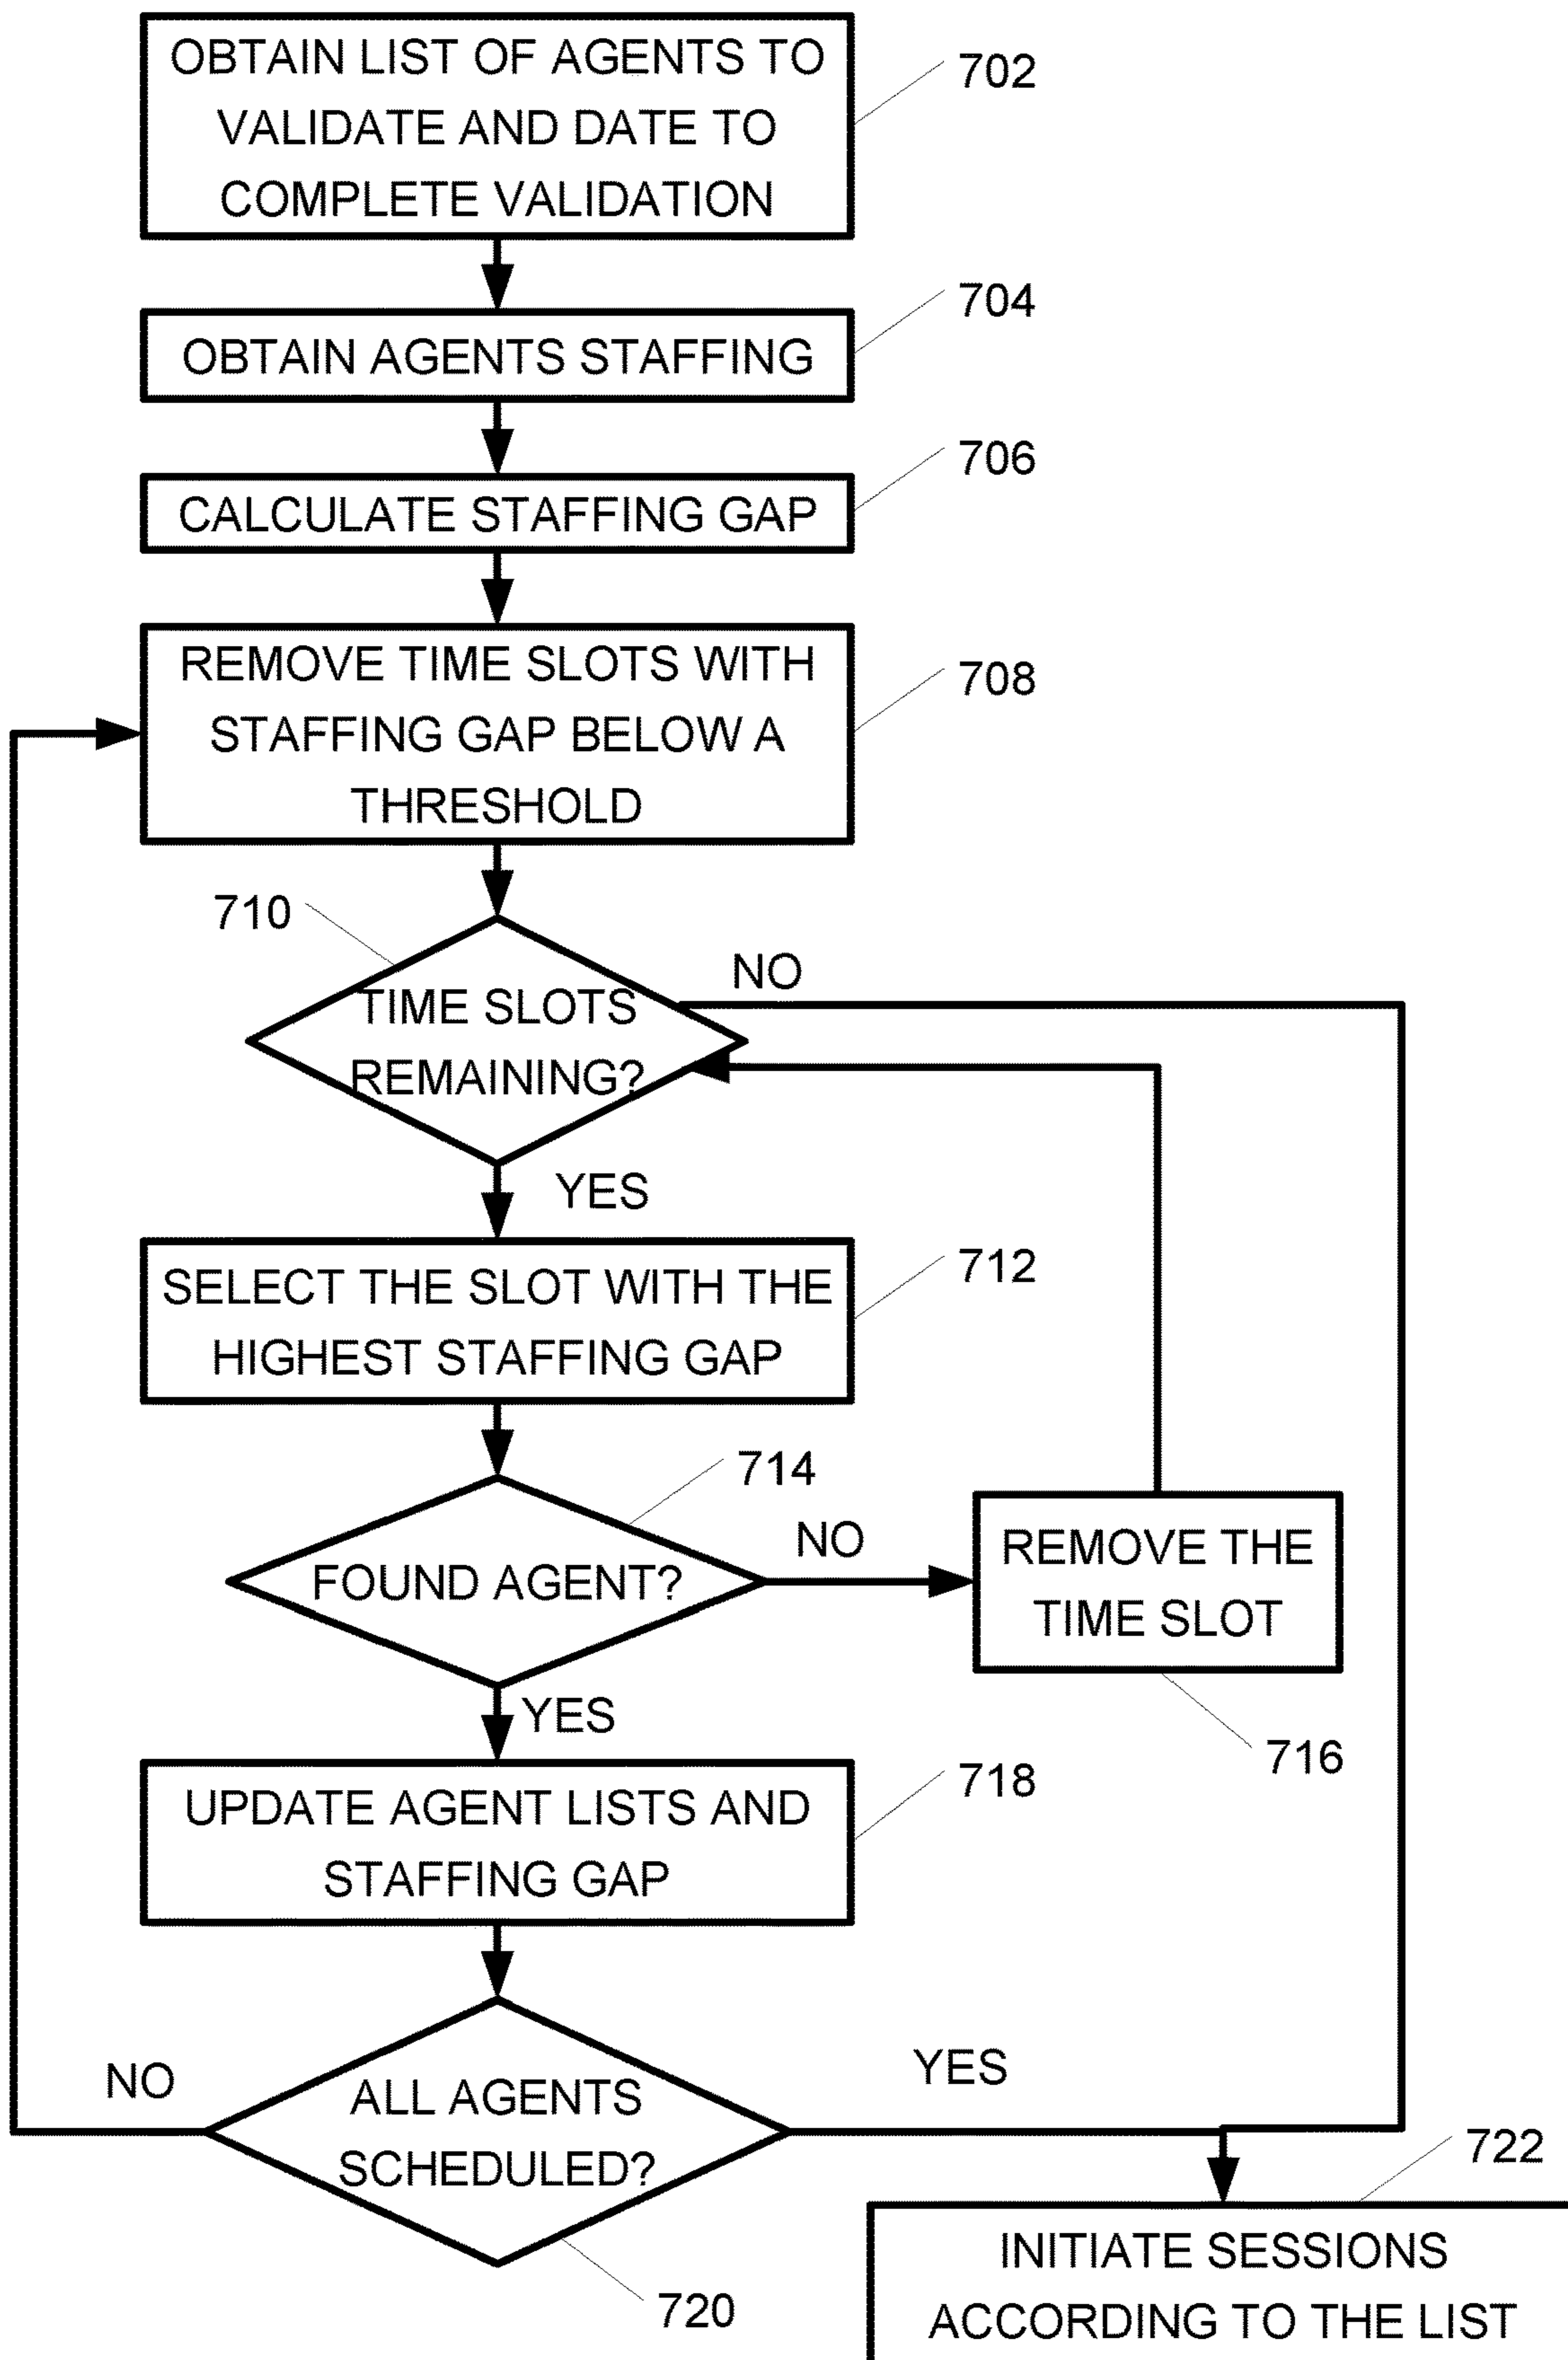 OBTAIN LIST OF AGENTS TO
VALIDATE AND DATE TO
COMPLETE VALIDATION
702
OBTAIN AGENTS STAFFING
704
CALCULATE STAFFING GAP
706
REMOVE TIME SLOTS WITH
STAFFING GAP BELOW A
THRESHOLD
708
710
TIME SLOTS
REMAINING?
NO
YES
SELECT THE SLOT WITH THE
HIGHEST STAFFING GAP
712
714
FOUND AGENT?
NO
REMOVE THE
TIME SLOT
716
YES
UPDATE AGENT LISTS AND
STAFFING GAP
718
NO
ALL AGENTS
SCHEDULED?
YES
720
722
INITIATE SESSIONS
ACCORDING TO THE LIST